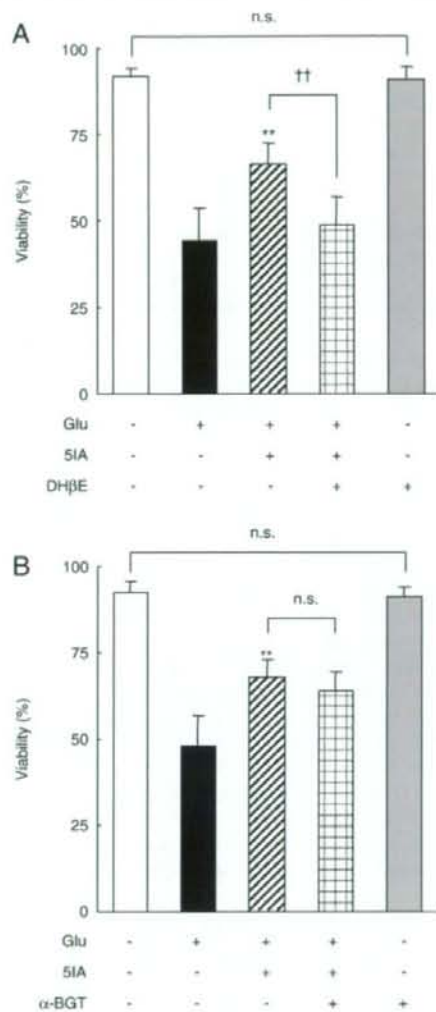 A
n.s.
††
**
100
75
50
25
0
Viability (%)
Glu - + + + -
5IA - - + + -
DHβE - - - + +
B
n.s.
n.s.
**
100
75
50
25
0
Viability (%)
Glu - + + + -
5IA - - + + -
α-BGT - - - + +